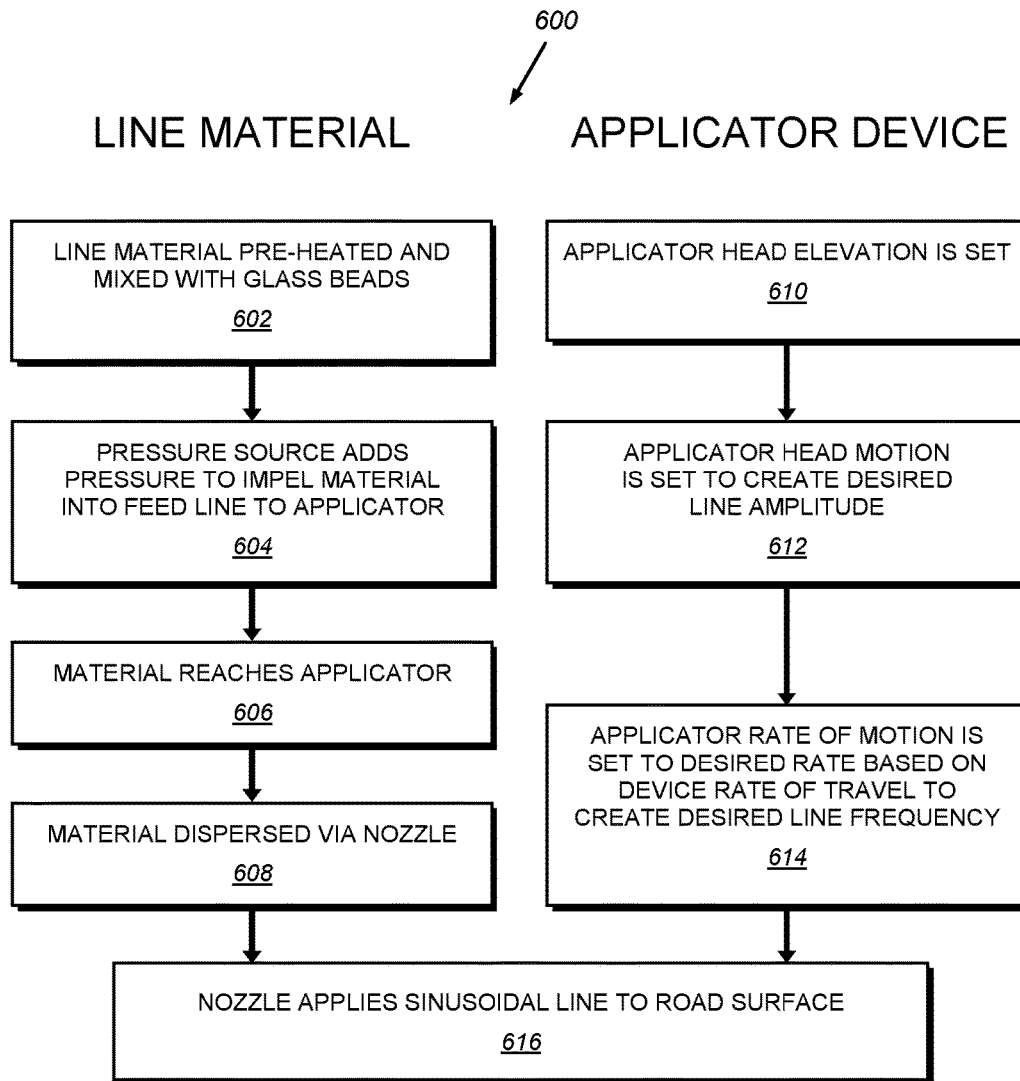 600
LINE MATERIAL
LINE MATERIAL PRE-HEATED AND
MIXED WITH GLASS BEADS
602
PRESSURE SOURCE ADDS
PRESSURE TO IMPEL MATERIAL
INTO FEED LINE TO APPLICATOR
604
MATERIAL REACHES APPLICATOR
606
MATERIAL DISPERSED VIA NOZZLE
608
APPLICATOR DEVICE
APPLICATOR HEAD ELEVATION IS SET
610
APPLICATOR HEAD MOTION
IS SET TO CREATE DESIRED
LINE AMPLITUDE
612
APPLICATOR RATE OF MOTION IS
SET TO DESIRED RATE BASED ON
DEVICE RATE OF TRAVEL TO
CREATE DESIRED LINE FREQUENCY
614
NOZZLE APPLIES SINUSOIDAL LINE TO ROAD SURFACE
616